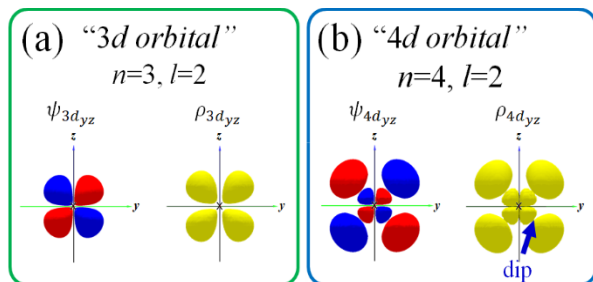 (a) “3d orbital”
n=3, l=2
ψ3dyz
ρ3dyz
z
z
x
y
x
(b) “4d orbital”
n=4, l=2
ψ4dyz
ρ4dyz
z
z
x
y
x
dip